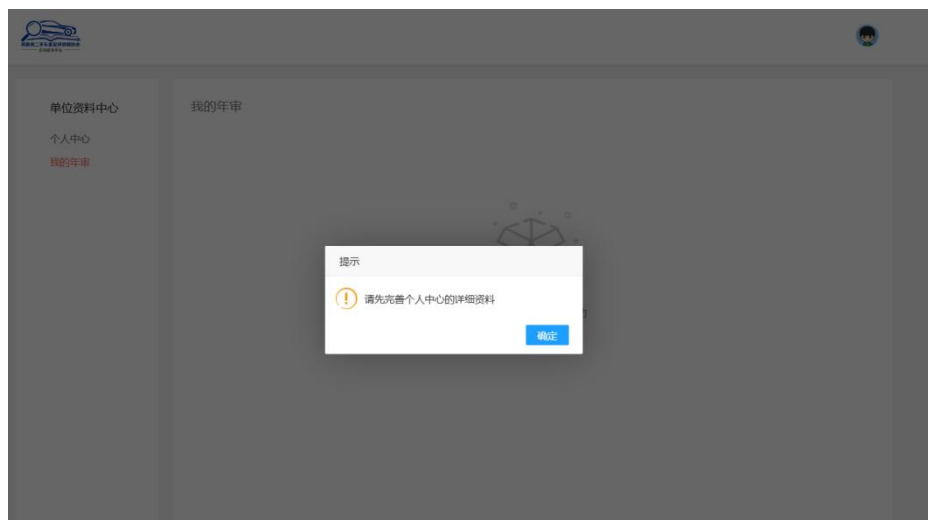 单位资料中心
个人中心
我的年审
我的年审
提示
请先完善个人中心的详细资料
确定